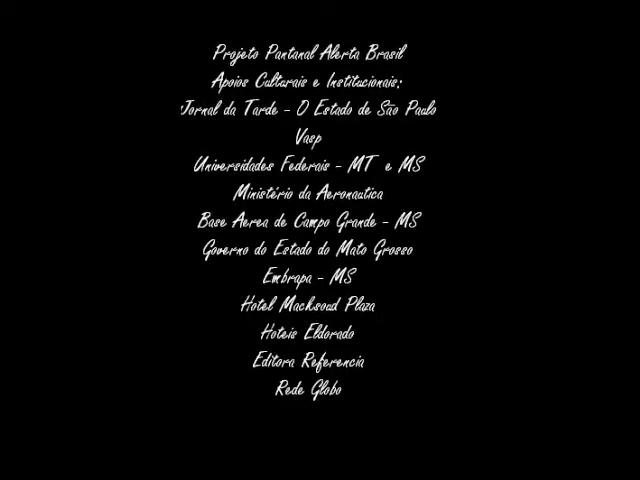 Projeto Pantanal Alerta Brasil
Apoios Culturais e Institucionais:
Jornal da Tarde - O Estado de São Paulo
Vasp
Universidades Federais - MT e MS
Ministério da Aeronautica
Base Aerea de Campo Grande - MS
Governo do Estado do Mato Grosso
Embrapa - MS
Hotel Macksoud Plaza
Hoteis Eldorado
Editora Referencia
Rede Globo